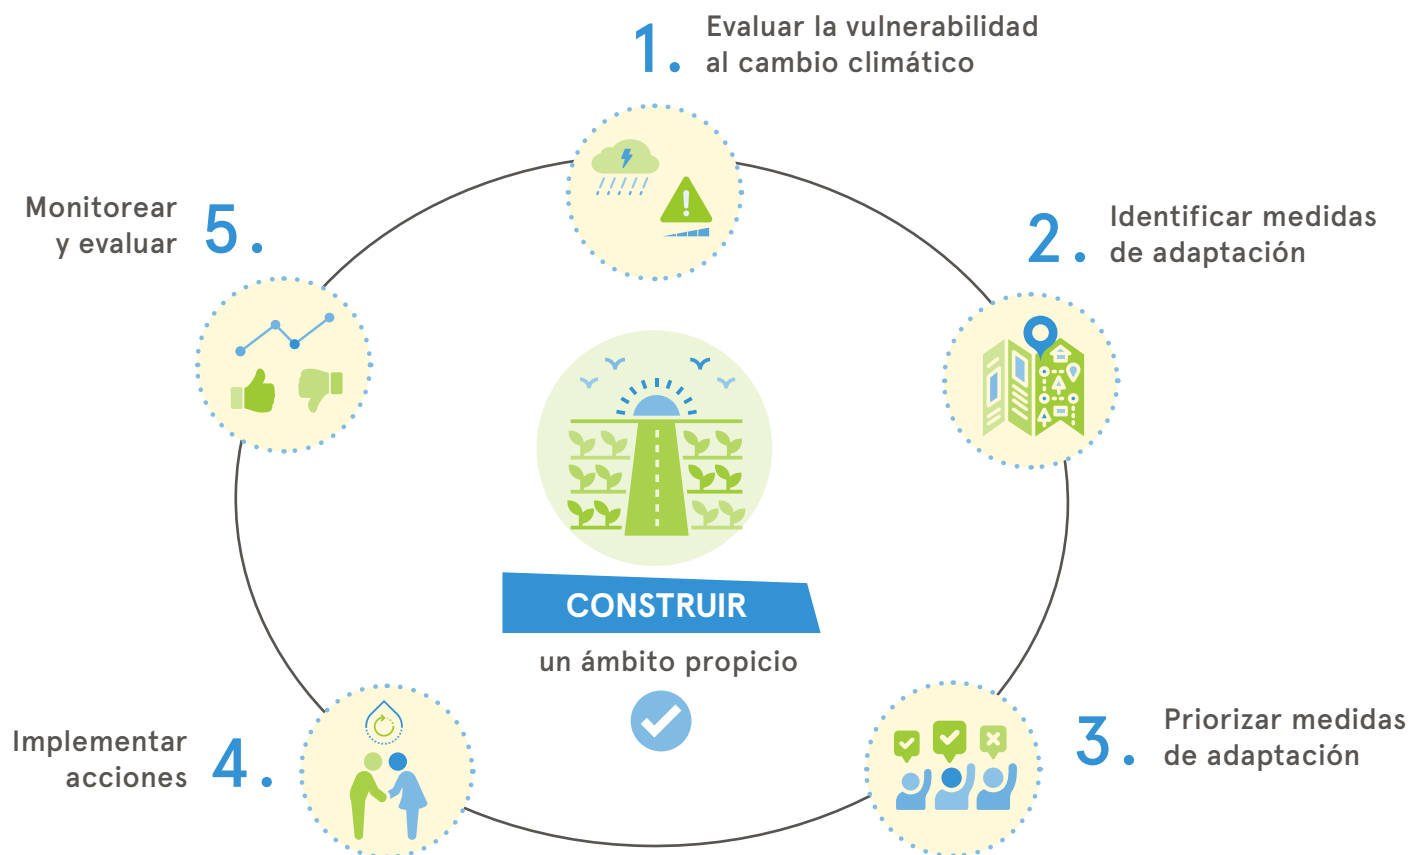 1.
Evaluar la vulnerabilidad
al cambio climático
2.
Identificar medidas
de adaptación
3.
Priorizar medidas
de adaptación
4.
Implementar
acciones
5.
Monitorear
y evaluar
CONSTRUIR
un ámbito propicio